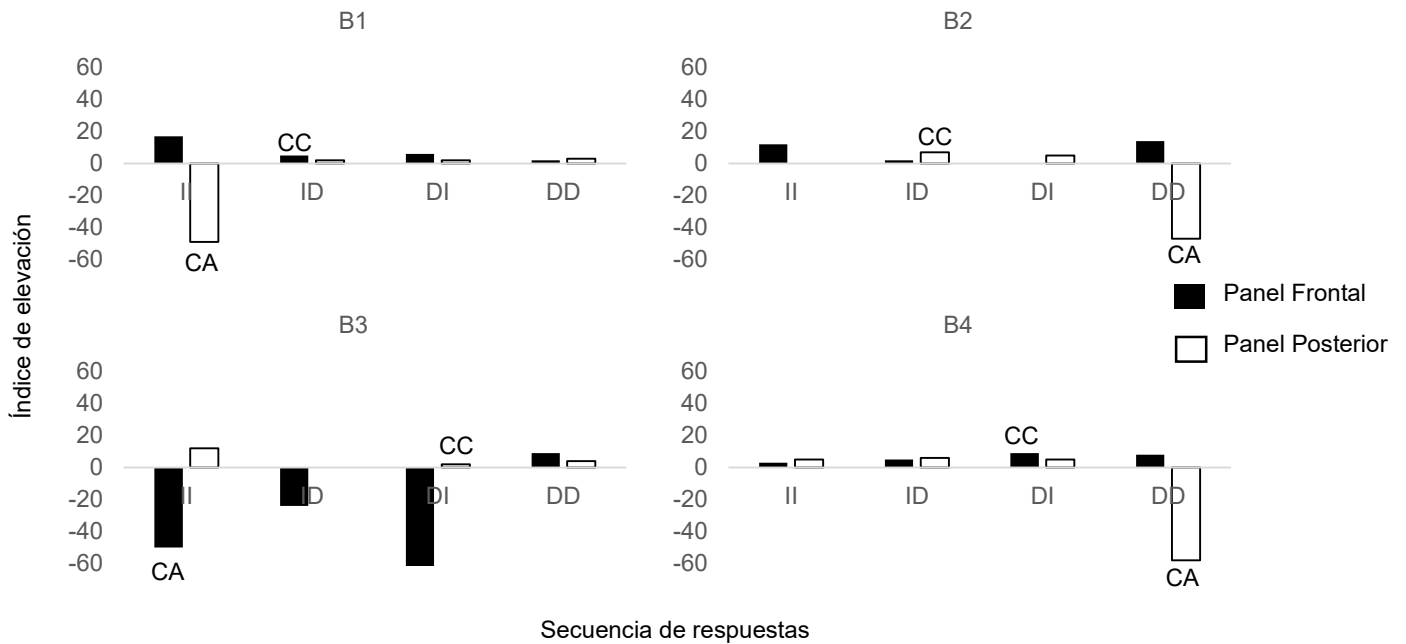 B1
60
40
20
0
-20
-40
-60
CC
II
ID
DI
DD
CA
B2
60
40
20
0
-20
-40
-60
CC
II
ID
DI
DD
CA
Panel Frontal
Panel Posterior
Índice de elevación
B3
60
40
20
0
-20
-40
-60
CC
II
ID
DI
DD
CA
B4
60
40
20
0
-20
-40
-60
CC
II
ID
DI
DD
CA
Secuencia de respuestas